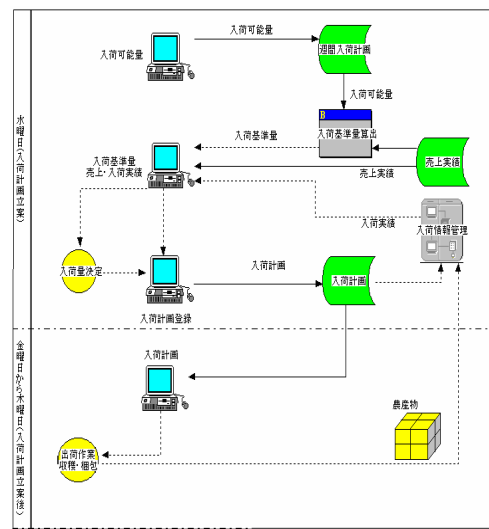 入荷可能量
入荷可能量
週間入荷計画
入荷可能量
水曜日(入荷計画立案)
B
入荷基準量算出
入荷基準量
売上実績
売上実績
入荷基準量
売上・入荷実績
入荷実績
入荷情報管理
入荷量決定
入荷計画
入荷計画
入荷計画登録
金曜日から水曜日(入荷計画立案後)
入荷計画
農産物
出荷作業
収穫・梱包